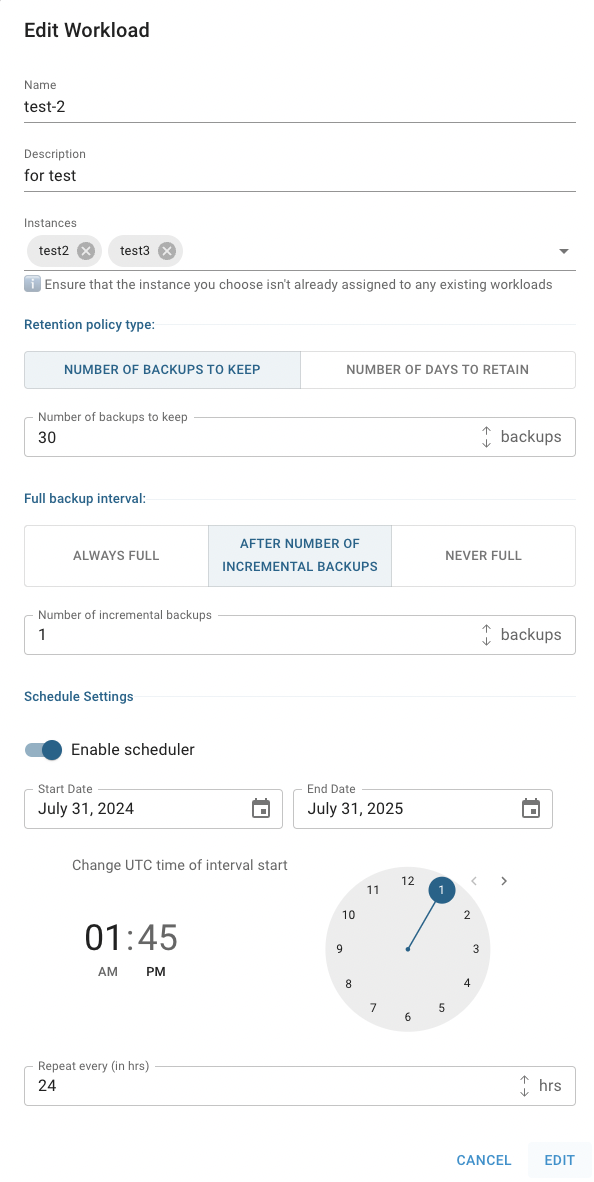 Edit Workload
Name
test-2
Description
for test
Instances
test2 test3
Ensure that the instance you choose isn't already assigned to any existing workloads
Retention policy type:
NUMBER OF BACKUPS TO KEEP NUMBER OF DAYS TO RETAIN
Number of backups to keep
30 backups
Full backup interval:
ALWAYS FULL AFTER NUMBER OF INCREMENTAL BACKUPS NEVER FULL
Number of incremental backups
1 backups
Schedule Settings
Enable scheduler
Start Date End Date
July 31, 2024 July 31, 2025
Change UTC time of interval start
01:45
AM PM
12
1
2
3
4
5
6
7
8
9
10
11
Repeat every (in hrs)
24 hrs
CANCEL EDIT